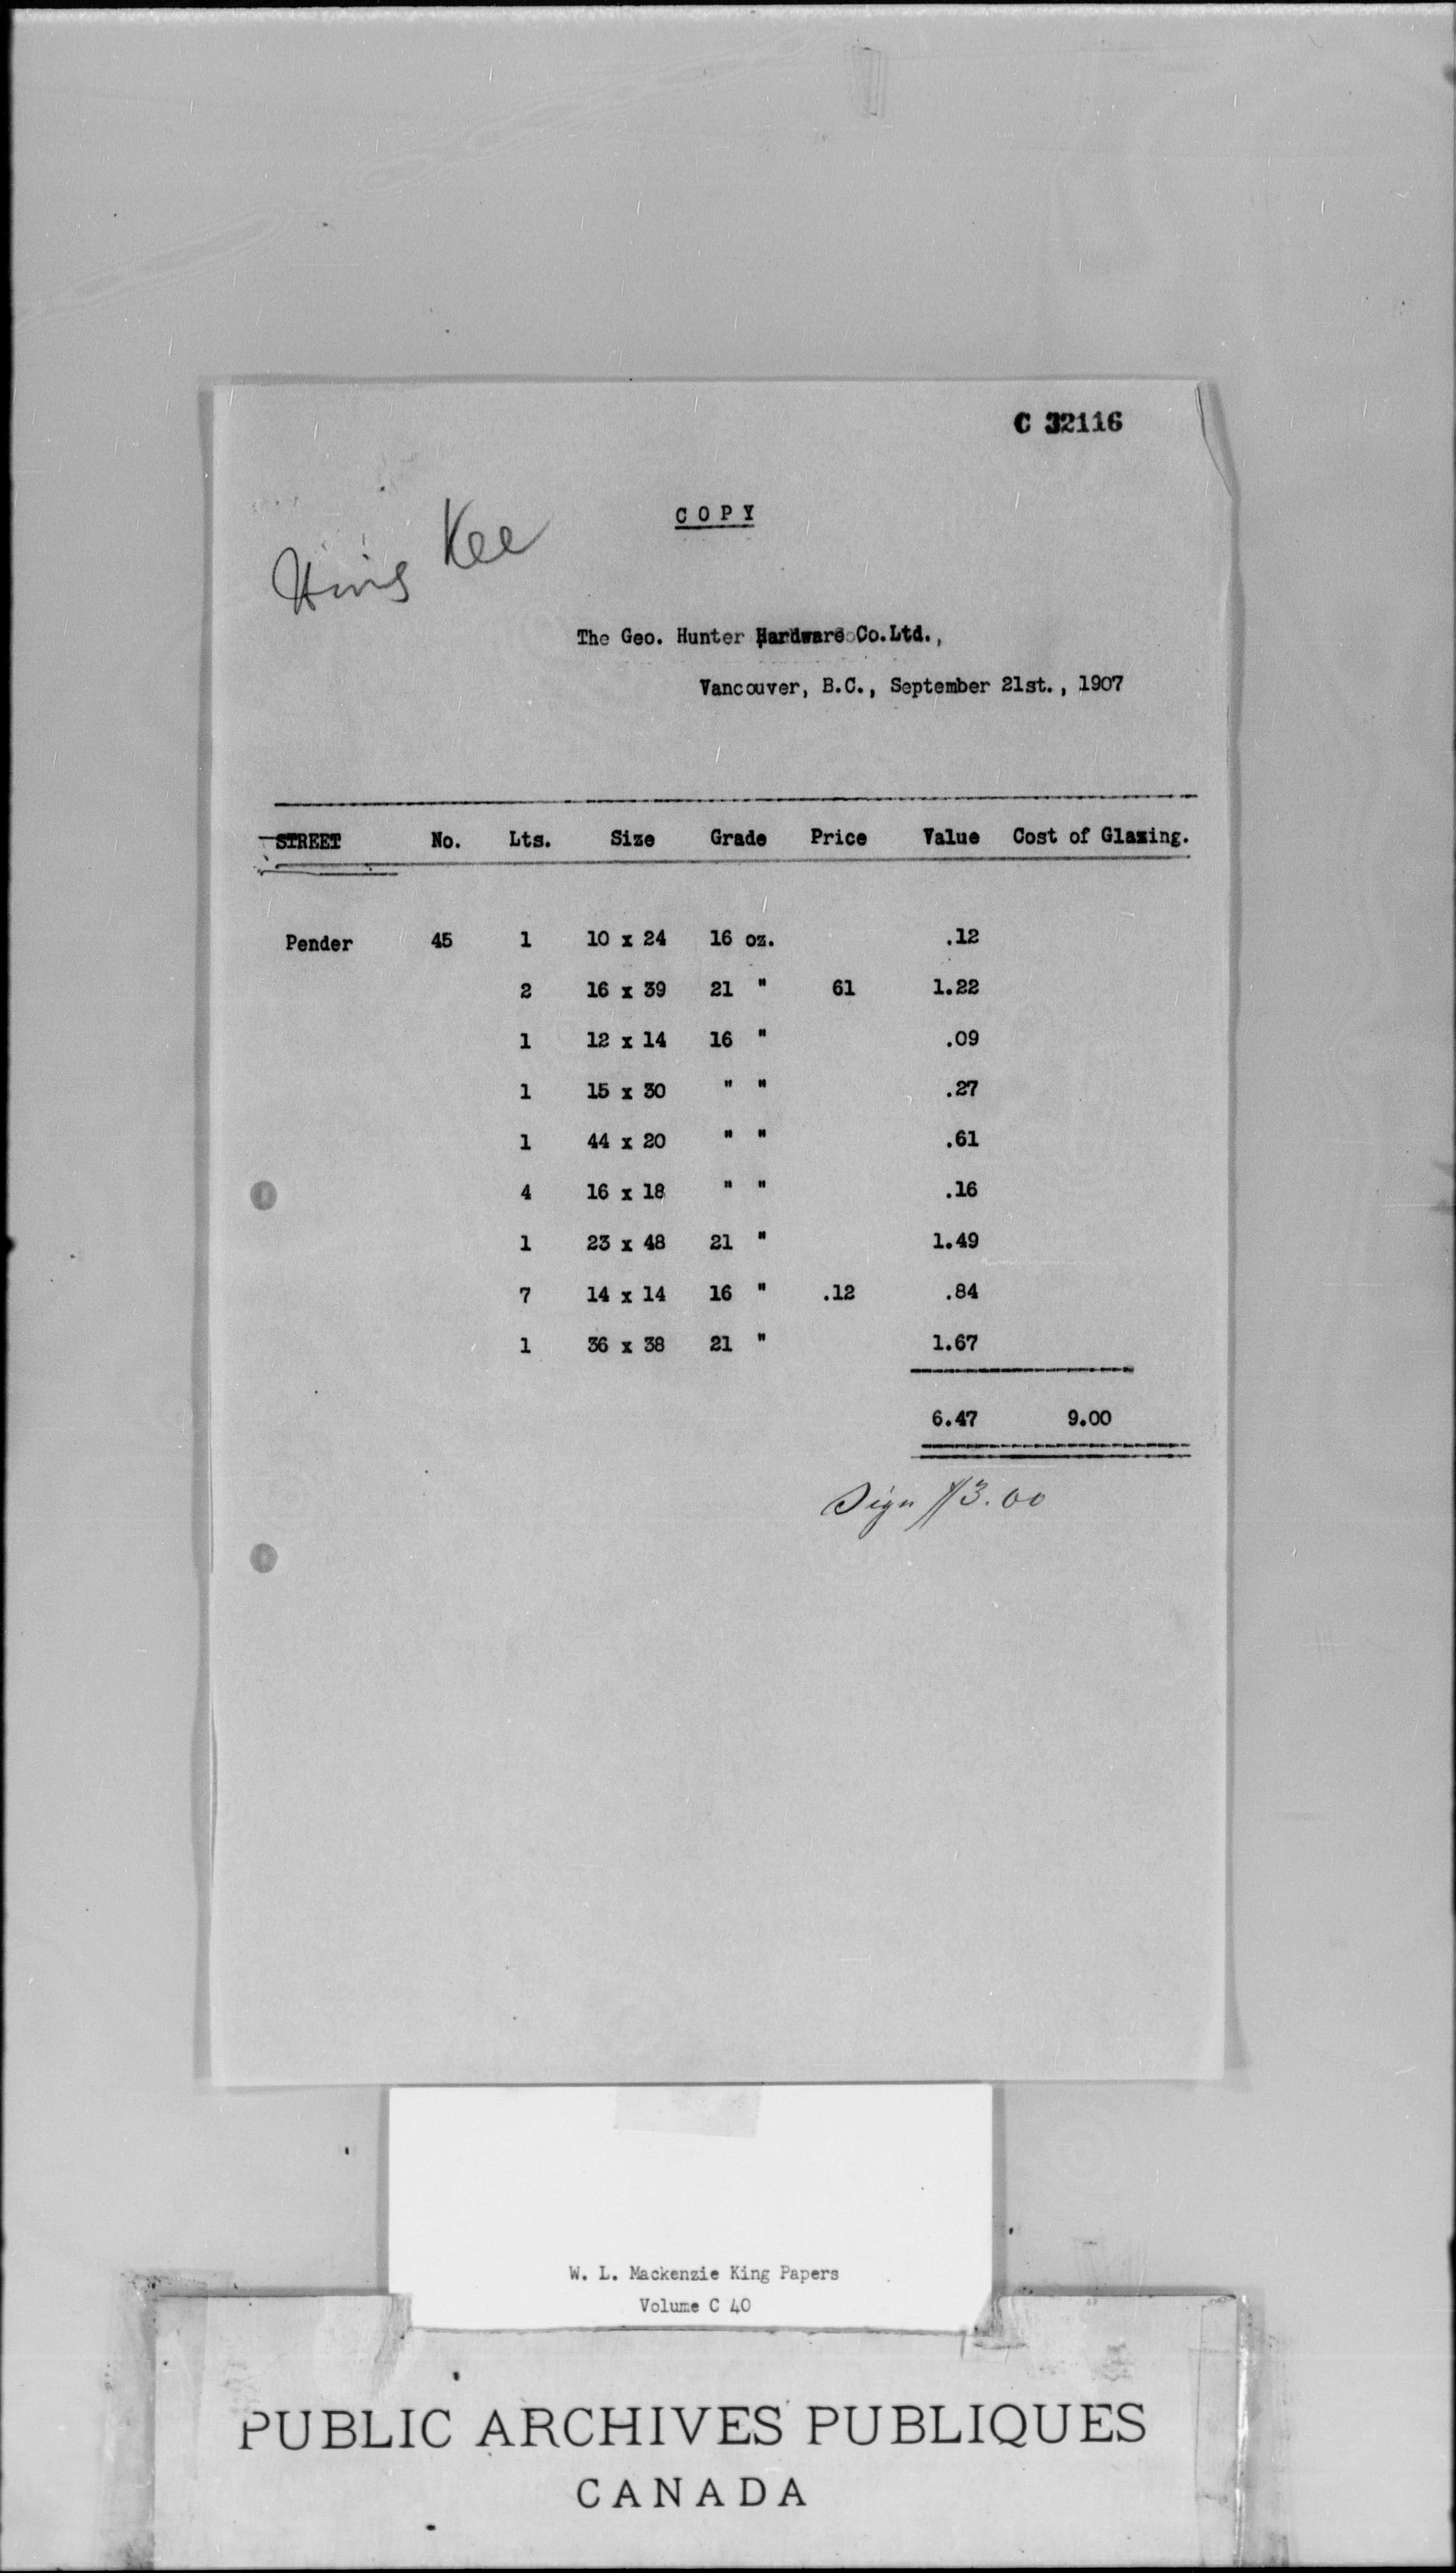 C 32116
COPY
Hing Kee
The Geo. Hunter Hardware Co.Ltd.,
Vancouver, B.C., September 21st., 1907
STREET No. Lts. Size Grade Price Value Cost of Glazing.
Pender 45 1 10 x 24 16 oz. .12
2 16 x 39 21 " 61 1.22
1 12 x 14 16 " .09
1 15 x 30 " " .27
1 44 x 20 " " .61
4 16 x 18 " " .16
1 23 x 48 21 " 1.49
7 14 x 14 16 " .12 .84
1 36 x 38 21 " 1.67
6.47 9.00
Sign $3.00
W. L. Mackenzie King Papers
Volume C 40
PUBLIC ARCHIVES PUBLIQUES
CANADA